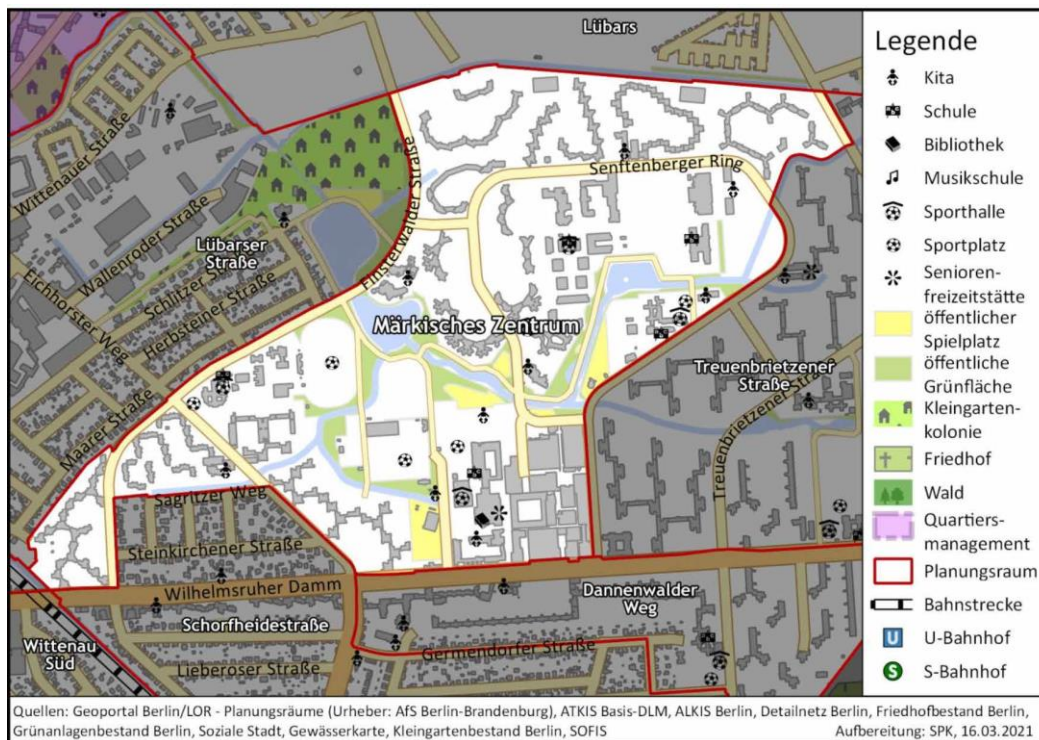 Lübars
Wittenauer Straße
Wallenroder Straße
Lübarser
Straße
Eichhorster Weg
Schlitzer Straße
Herbsteiner Straße
Maarer Straße
Finsterwalder Straße
Senftenberger Ring
Märkisches Zentrum
Treuenbrietzener
Straße
Treuenbrietzener Straße
Sagritzer Weg
Steinkirchener Straße
Wilhelmsruher Damm
Schorfheidestraße
Dannenwalder
Weg
Wittenau
Süd
Lieberoser Straße
Germendorfer Straße
Legende
Kita
Schule
Bibliothek
Musikschule
Sporthalle
Sportplatz
Senioren-
freizeitstätte
öffentlicher
Spielplatz
öffentliche
Grünfläche
Kleingarten-
kolonie
Friedhof
Wald
Quartiers-
management
Planungsraum
Bahnstrecke
U U-Bahnhof
S S-Bahnhof
Quellen: Geoportal Berlin/LOR - Planungsräume (Urheber: AfS Berlin-Brandenburg), ATKIS Basis-DLM, ALKIS Berlin, Detailnetz Berlin, Friedhofbestand Berlin,
Grünanlagenbestand Berlin, Soziale Stadt, Gewässerkarte, Kleingartenbestand Berlin, SOFIS
Aufbereitung: SPK, 16.03.2021